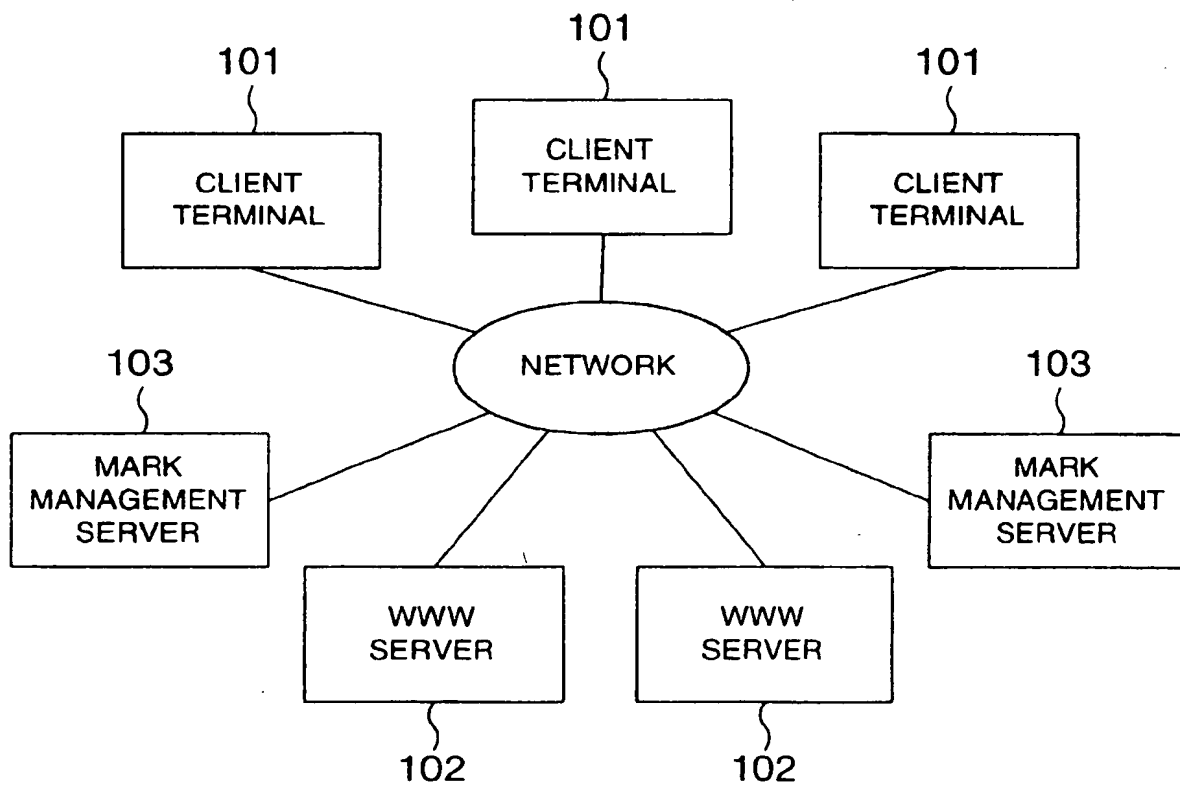 101
101
101
CLIENT
TERMINAL
CLIENT
TERMINAL
CLIENT
TERMINAL
NETWORK
103
103
MARK
MANAGEMENT
SERVER
MARK
MANAGEMENT
SERVER
WWW
SERVER
WWW
SERVER
102
102